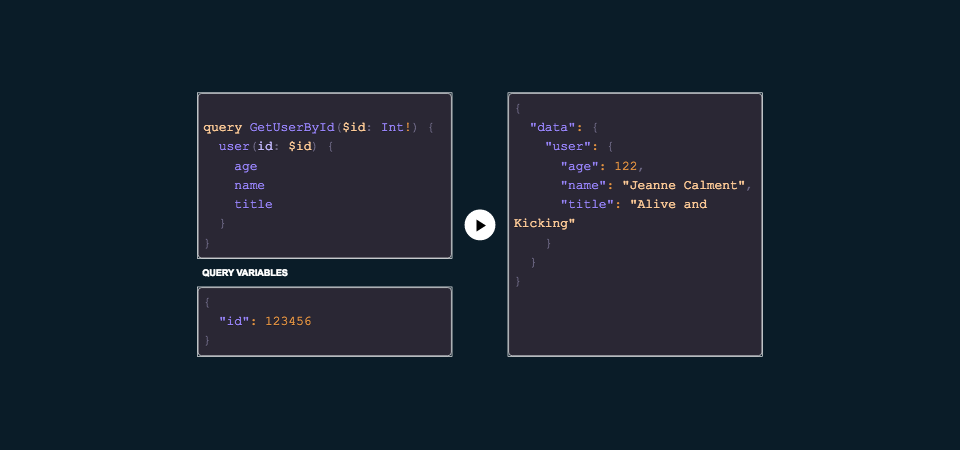 query GetUserById($id: Int!) {
  user(id: $id) {
    age
    name
    title
  }
}
QUERY VARIABLES
{
  "id": 123456
}
{
  "data": {
    "user": {
      "age": 122,
      "name": "Jeanne Calment",
      "title": "Alive and
Kicking"
    }
  }
}